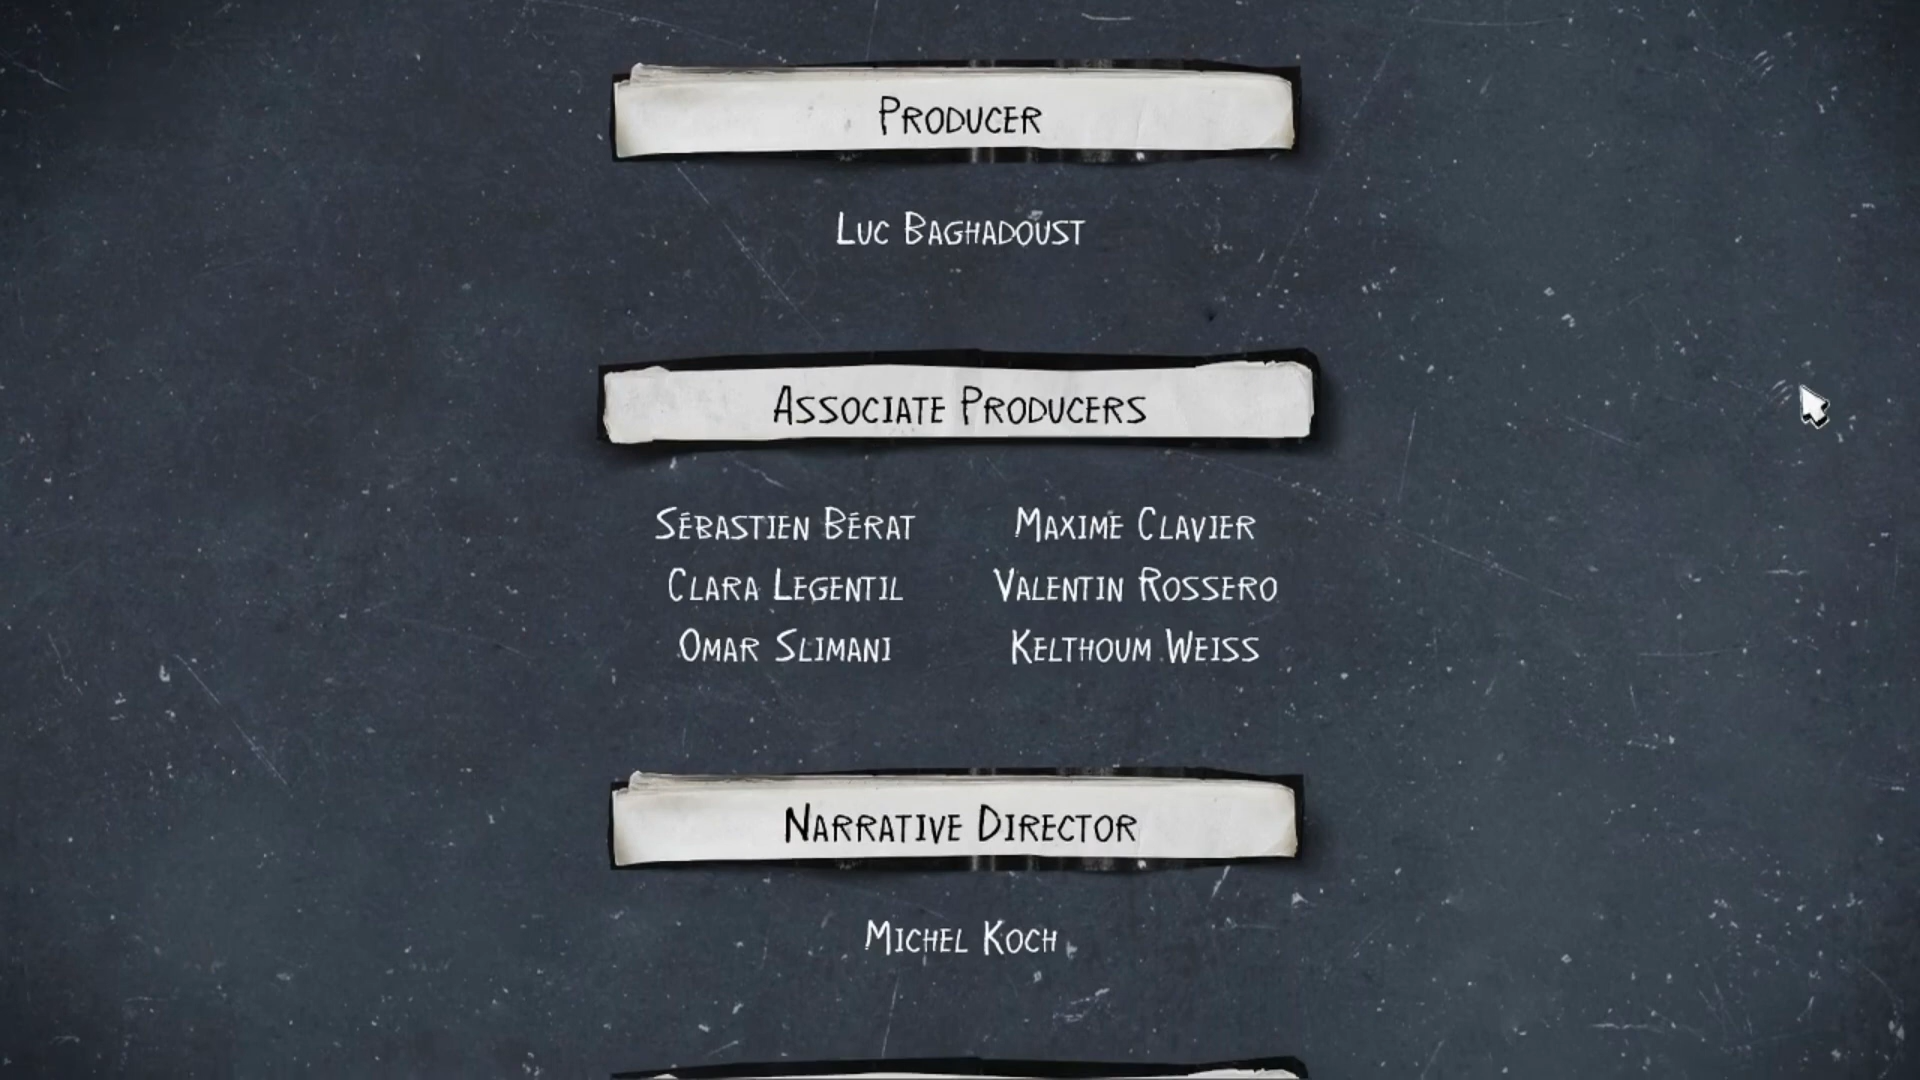 Producer
Luc Baghadoust
Associate Producers
Sébastien Bérat Maxime Clavier
Clara Legentil Valentin Rossero
Omar Slimani Kelthoum Weiss
Narrative Director
Michel Koch